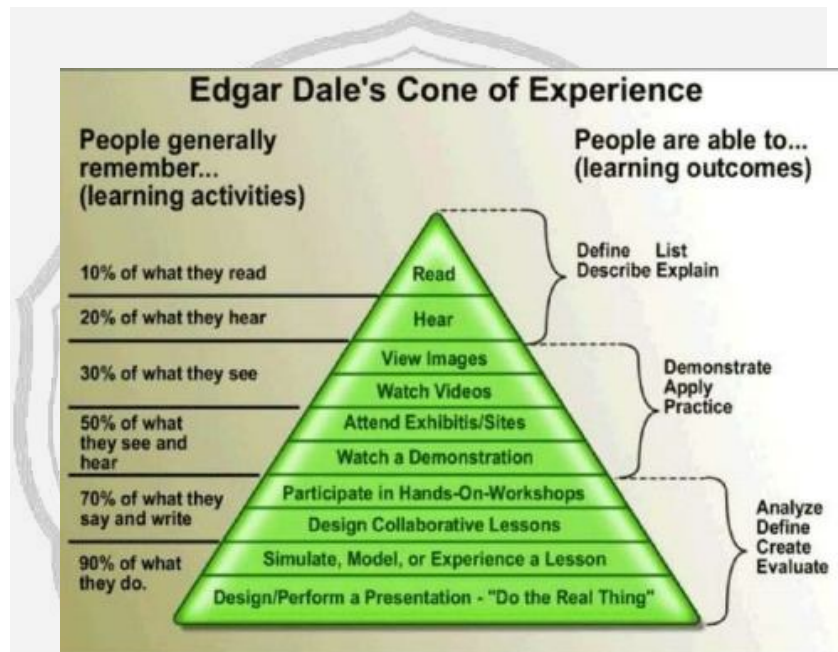 Edgar Dale's Cone of Experience
People generally
remember...
(learning activities)
People are able to...
(learning outcomes)
10% of what they read
20% of what they hear
30% of what they see
50% of what
they see and
hear
70% of what they
say and write
90% of what
they do.
Read
Hear
View Images
Watch Videos
Attend Exhibitis/Sites
Watch a Demonstration
Participate in Hands-On-Workshops
Design Collaborative Lessons
Simulate, Model, or Experience a Lesson
Design/Perform a Presentation - "Do the Real Thing"
Define List
Describe Explain
Demonstrate
Apply
Practice
Analyze
Define
Create
Evaluate